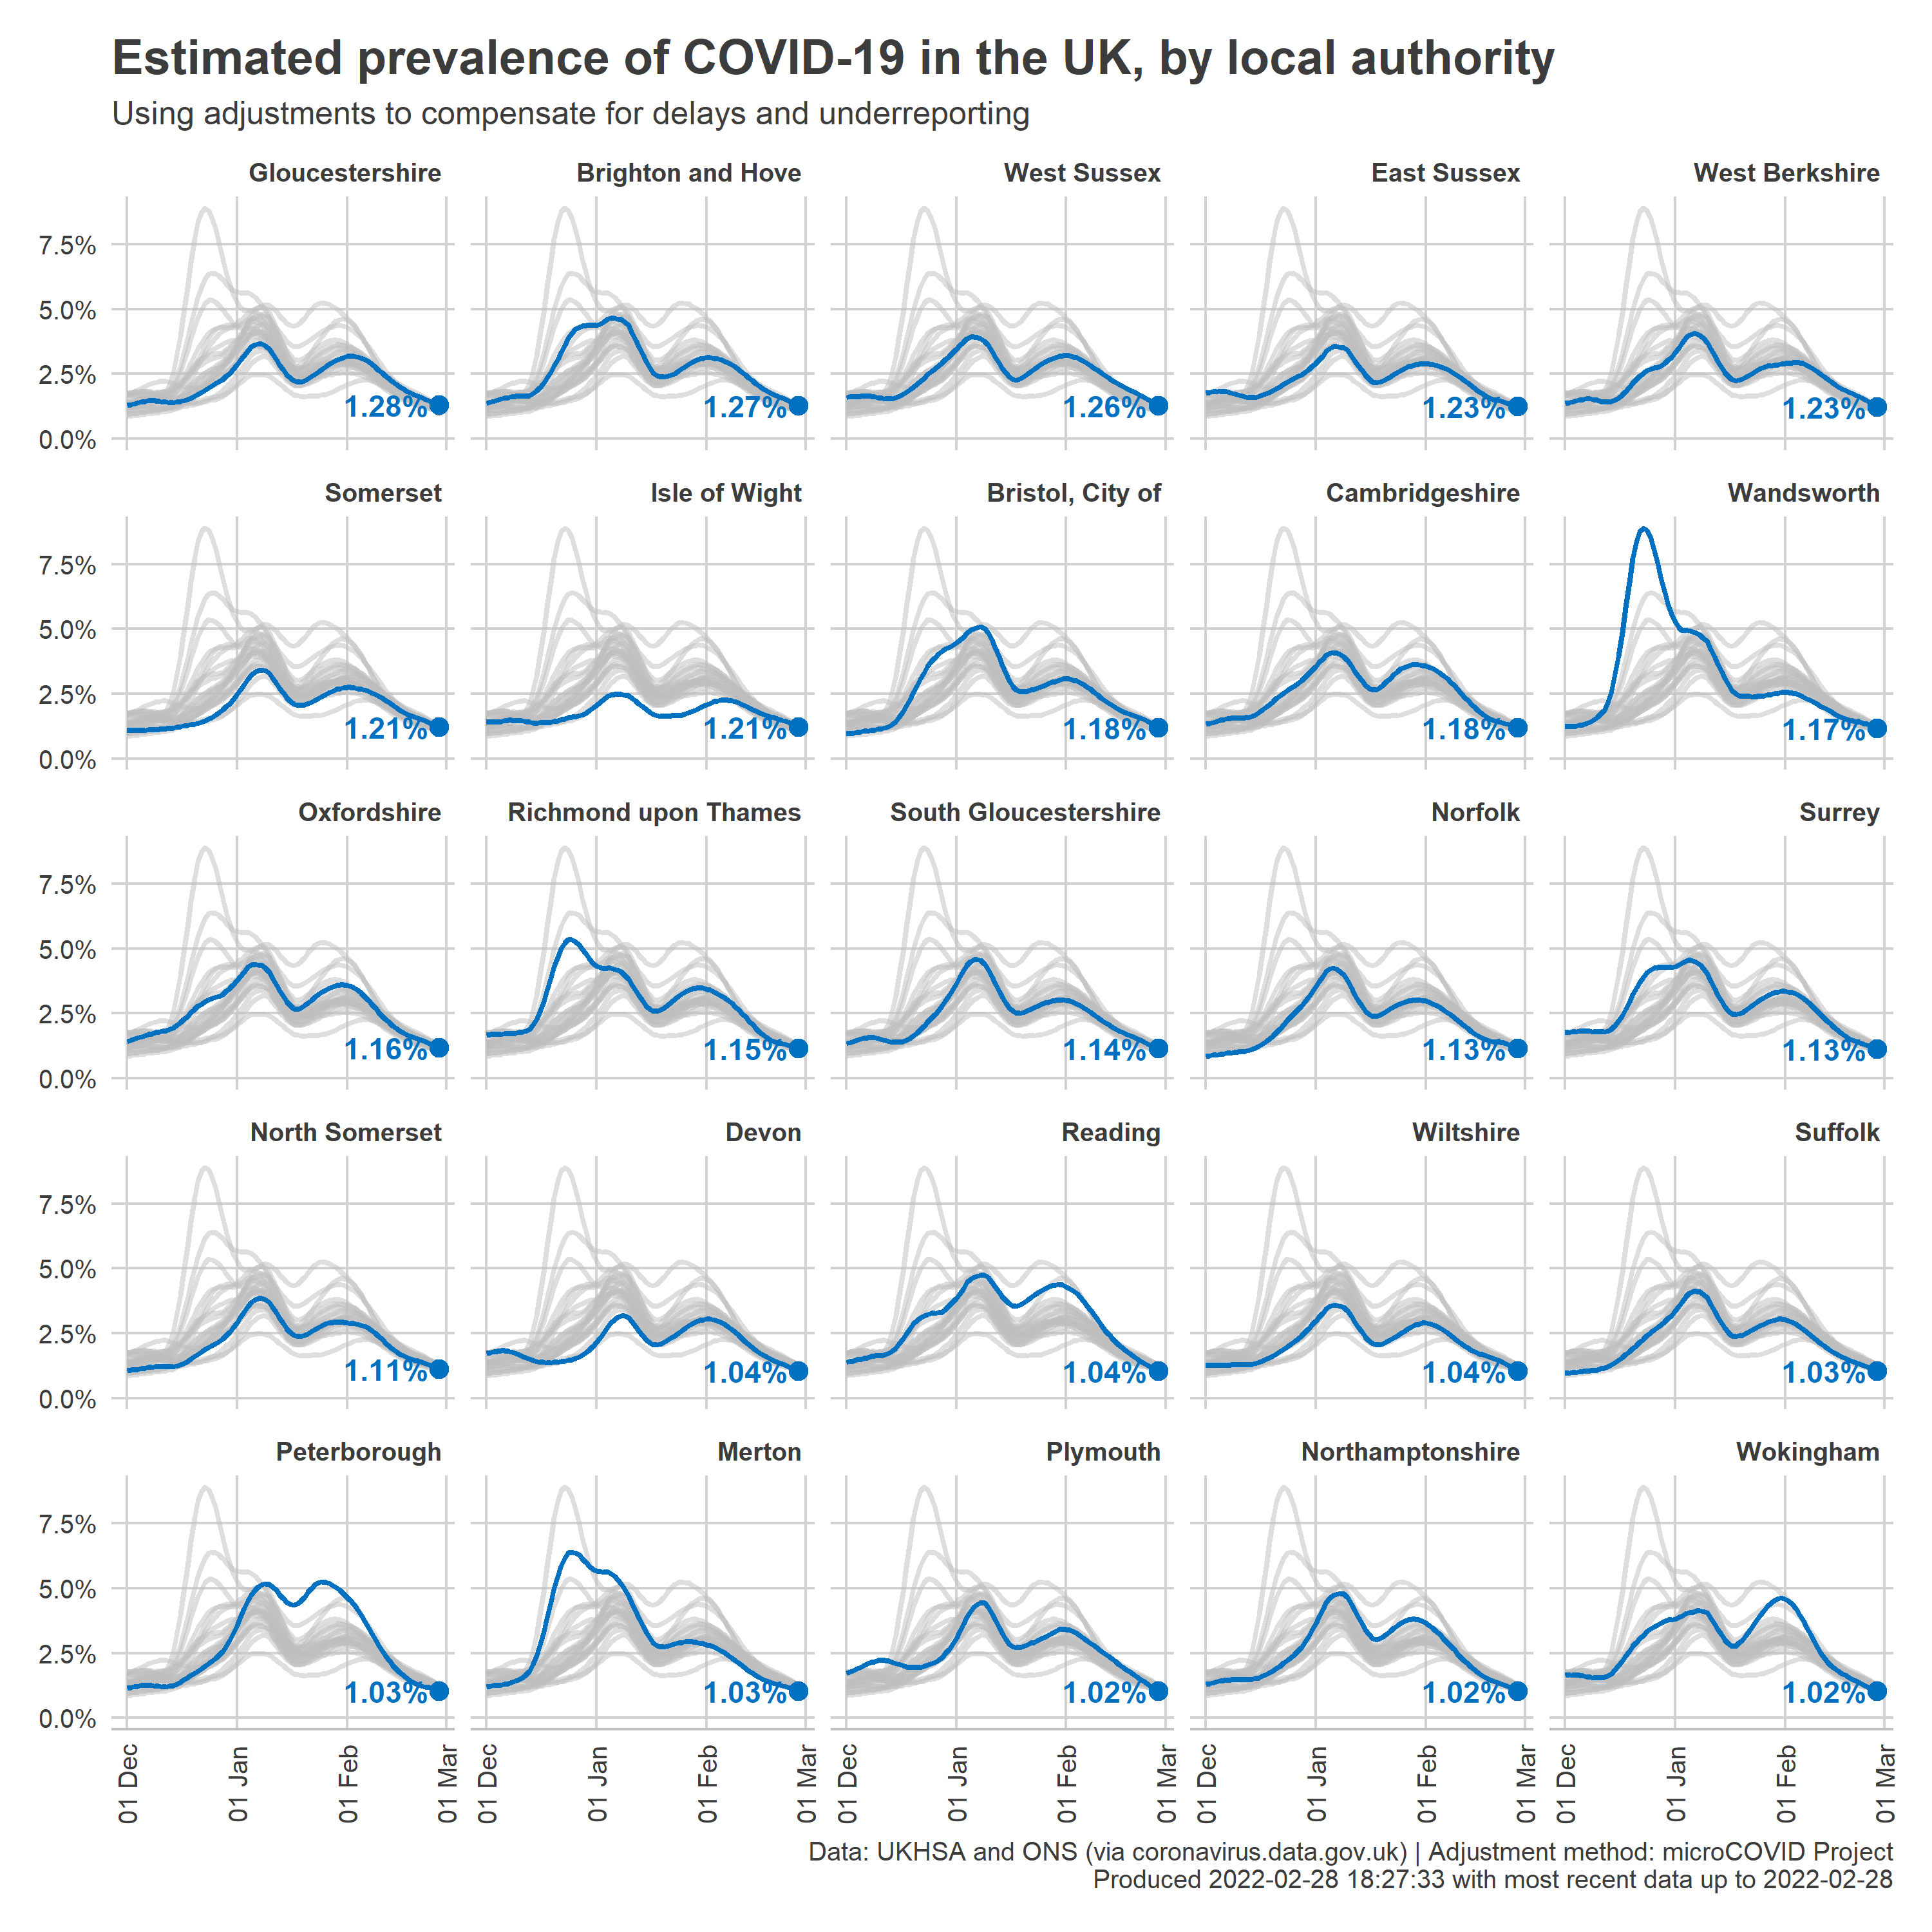 Estimated prevalence of COVID-19 in the UK, by local authority
Using adjustments to compensate for delays and underreporting
Gloucestershire
Brighton and Hove
West Sussex
East Sussex
West Berkshire
7.5%
5.0%
2.5%
0.0%
1.28%
1.27%
1.26%
1.23%
1.23%
Somerset
Isle of Wight
Bristol, City of
Cambridgeshire
Wandsworth
7.5%
5.0%
2.5%
0.0%
1.21%
1.21%
1.18%
1.18%
1.17%
Oxfordshire
Richmond upon Thames
South Gloucestershire
Norfolk
Surrey
7.5%
5.0%
2.5%
0.0%
1.16%
1.15%
1.14%
1.13%
1.13%
North Somerset
Devon
Reading
Wiltshire
Suffolk
7.5%
5.0%
2.5%
0.0%
1.11%
1.04%
1.04%
1.04%
1.03%
Peterborough
Merton
Plymouth
Northamptonshire
Wokingham
7.5%
5.0%
2.5%
0.0%
1.03%
1.03%
1.02%
1.02%
1.02%
01 Dec
01 Jan
01 Feb
01 Mar
01 Dec
01 Jan
01 Feb
01 Mar
01 Dec
01 Jan
01 Feb
01 Mar
01 Dec
01 Jan
01 Feb
01 Mar
01 Dec
01 Jan
01 Feb
01 Mar
Data: UKHSA and ONS (via coronavirus.data.gov.uk) | Adjustment method: microCOVID Project
Produced 2022-02-28 18:27:33 with most recent data up to 2022-02-28